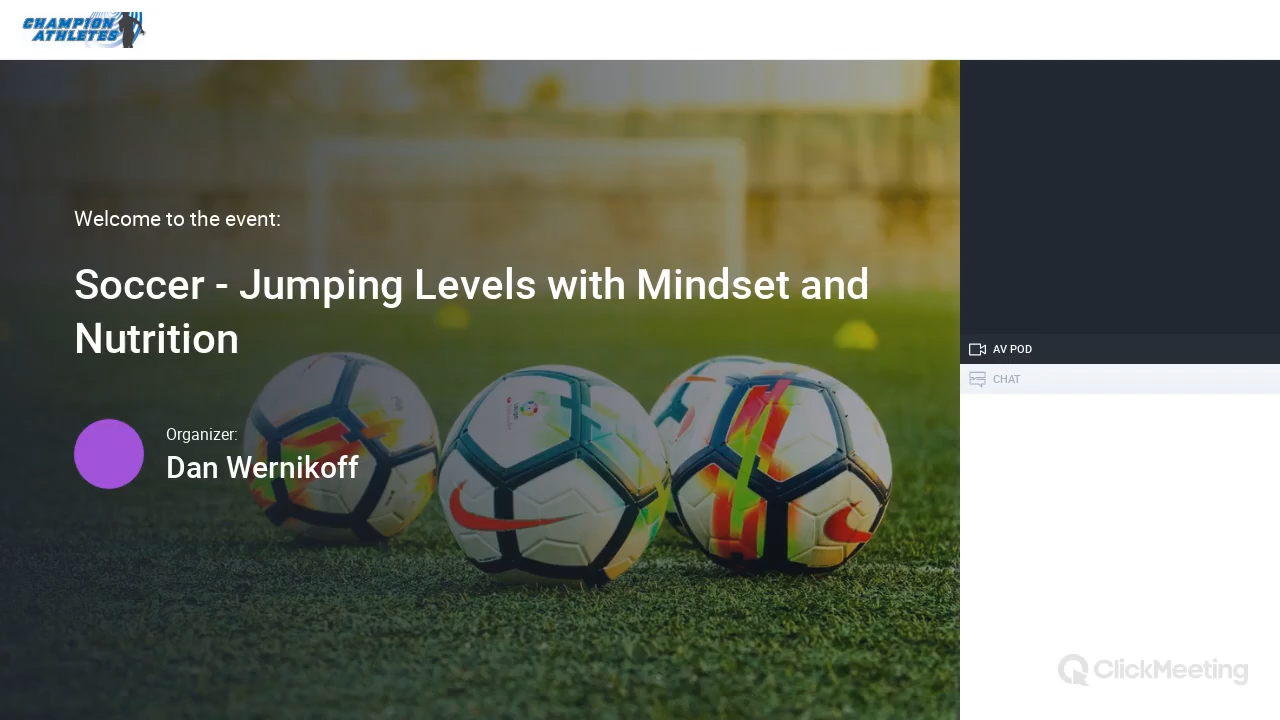 CHAMPION
ATHLETES
Welcome to the event:
Soccer - Jumping Levels with Mindset and
Nutrition
Organizer:
Dan Wernikoff
AV POD
CHAT
ClickMeeting